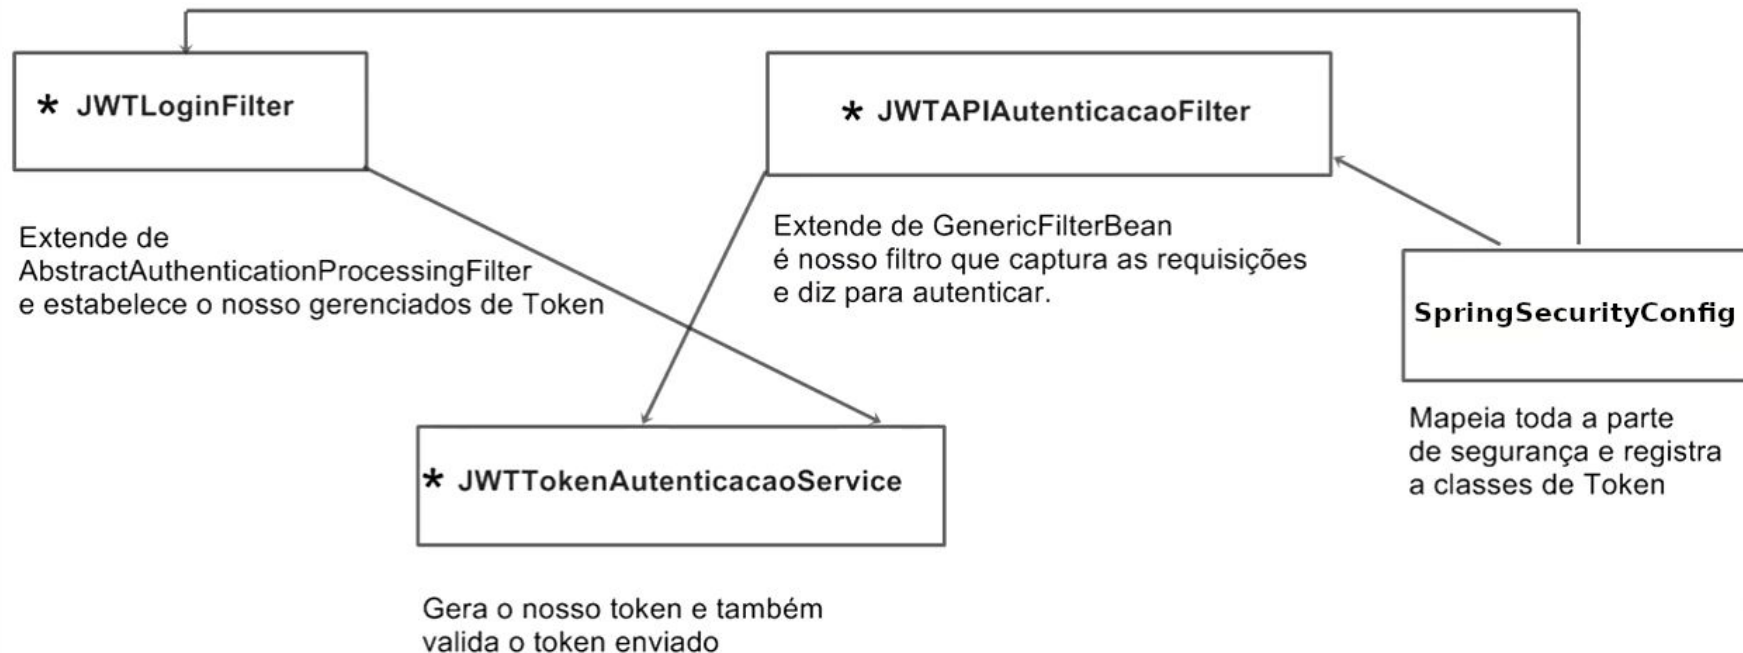 * JWTLoginFilter
Extende de
AbstractAuthenticationProcessingFilter
e estabelece o nosso gerenciados de Token
* JWTAPIAutenticacaoFilter
Extende de GenericFilterBean
é nosso filtro que captura as requisições
e diz para autenticar.
SpringSecurityConfig
Mapeia toda a parte
de segurança e registra
a classes de Token
* JWTTokenAutenticacaoService
Gera o nosso token e também
valida o token enviado